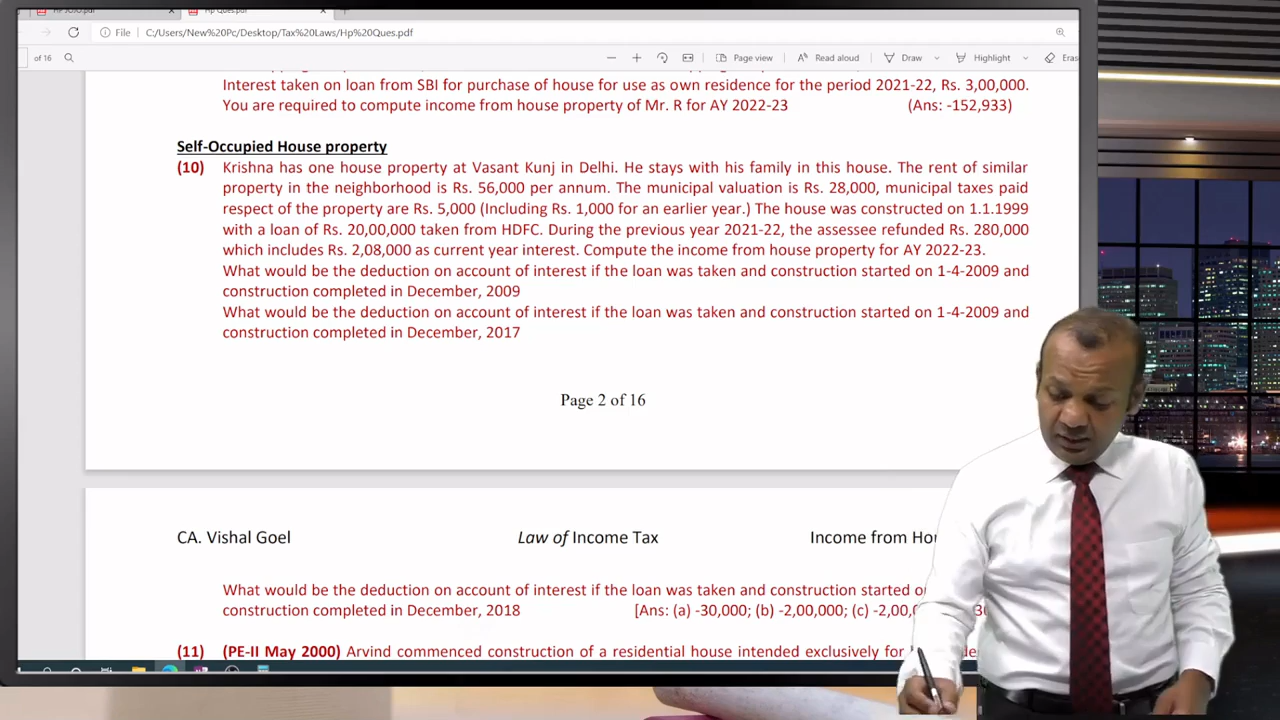 Hp Ques.pdf
File C:/Users/New%20Pc/Desktop/Tax%20Laws/Hp%20Ques.pdf
of 16 Page view Read aloud Draw Highlight Eras
Interest taken on loan from SBI for purchase of house for use as own residence for the period 2021-22, Rs. 3,00,000.
You are required to compute income from house property of Mr. R for AY 2022-23 (Ans: -152,933)
Self-Occupied House property
(10) Krishna has one house property at Vasant Kunj in Delhi. He stays with his family in this house. The rent of similar
property in the neighborhood is Rs. 56,000 per annum. The municipal valuation is Rs. 28,000, municipal taxes paid
respect of the property are Rs. 5,000 (Including Rs. 1,000 for an earlier year.) The house was constructed on 1.1.1999
with a loan of Rs. 20,00,000 taken from HDFC. During the previous year 2021-22, the assessee refunded Rs. 280,000
which includes Rs. 2,08,000 as current year interest. Compute the income from house property for AY 2022-23.
What would be the deduction on account of interest if the loan was taken and construction started on 1-4-2009 and
construction completed in December, 2009
What would be the deduction on account of interest if the loan was taken and construction started on 1-4-2009 and
construction completed in December, 2017
Page 2 of 16
CA. Vishal Goel Law of Income Tax Income from Hou
What would be the deduction on account of interest if the loan was taken and construction started on
construction completed in December, 2018 [Ans: (a) -30,000; (b) -2,00,000; (c) -2,00,
(11) (PE-II May 2000) Arvind commenced construction of a residential house intended exclusively for